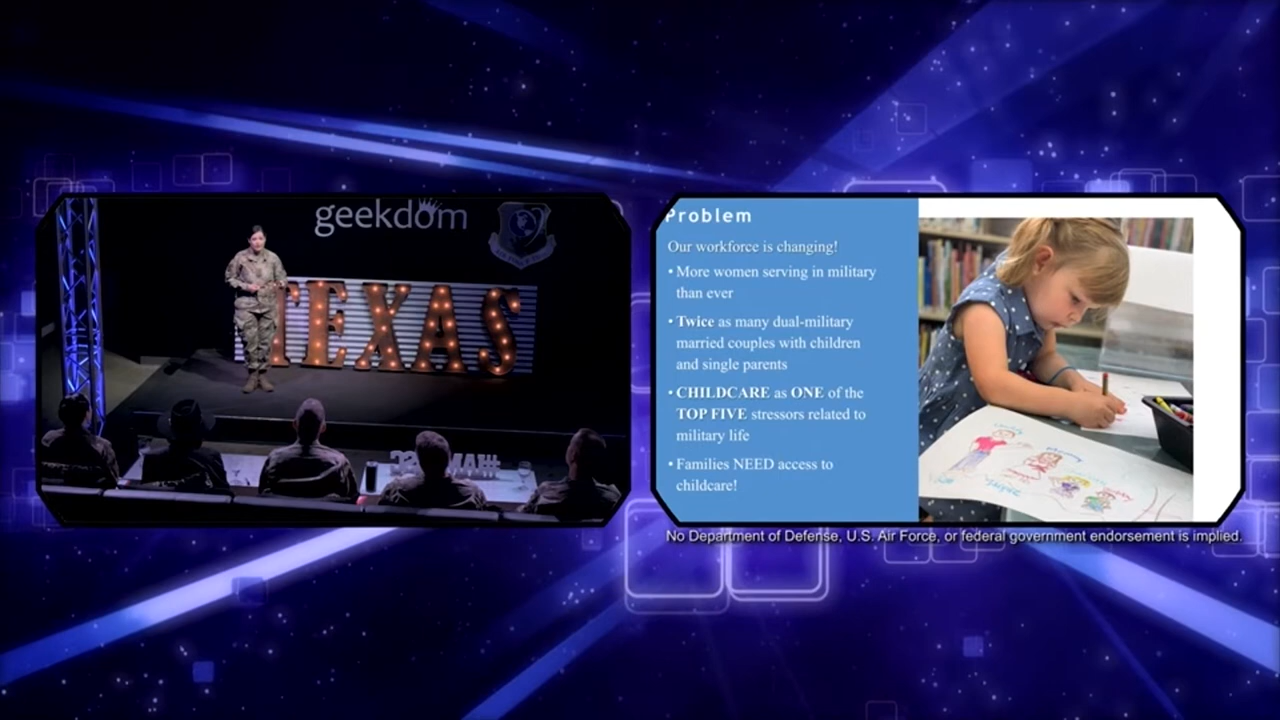 geekdom
TEXAS
Problem
Our workforce is changing!
• More women serving in military
than ever
• Twice as many dual-military
married couples with children
and single parents
• CHILDCARE as ONE of the
TOP FIVE stressors related to
military life
• Families NEED access to
childcare!
No Department of Defense, U.S. Air Force, or federal government endorsement is implied.